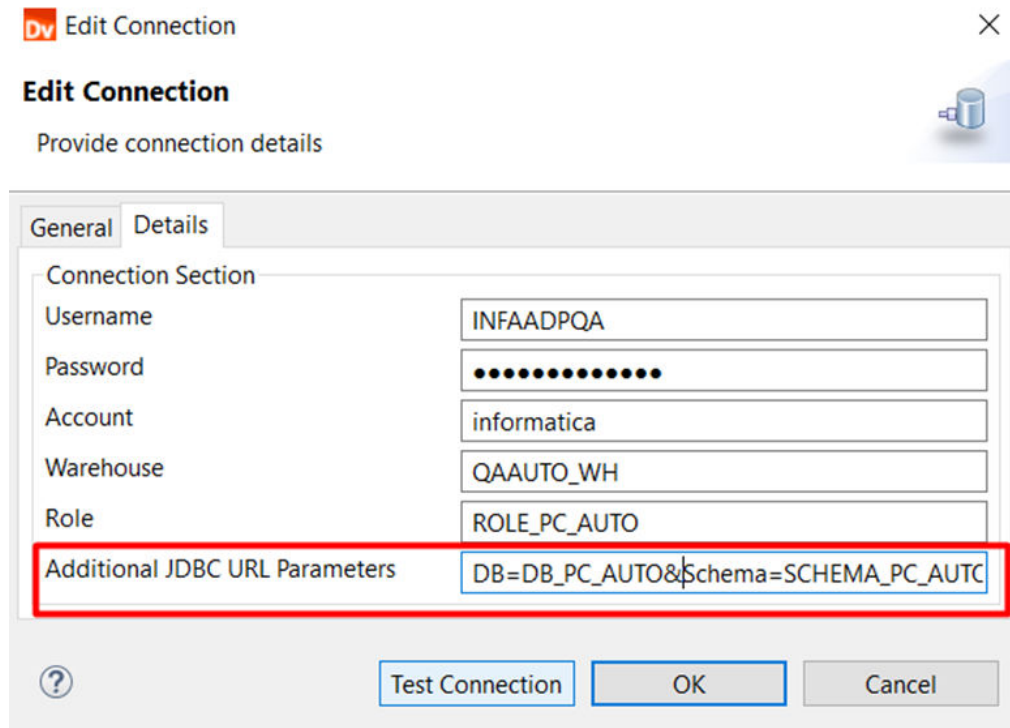 Dv Edit Connection
Edit Connection
Provide connection details
General Details
Connection Section
Username INFAADPQA
Password •••••••••••••
Account informatica
Warehouse QAAUTO_WH
Role ROLE_PC_AUTO
Additional JDBC URL Parameters DB=DB_PC_AUTO&Schema=SCHEMA_PC_AUTO
? Test Connection OK Cancel